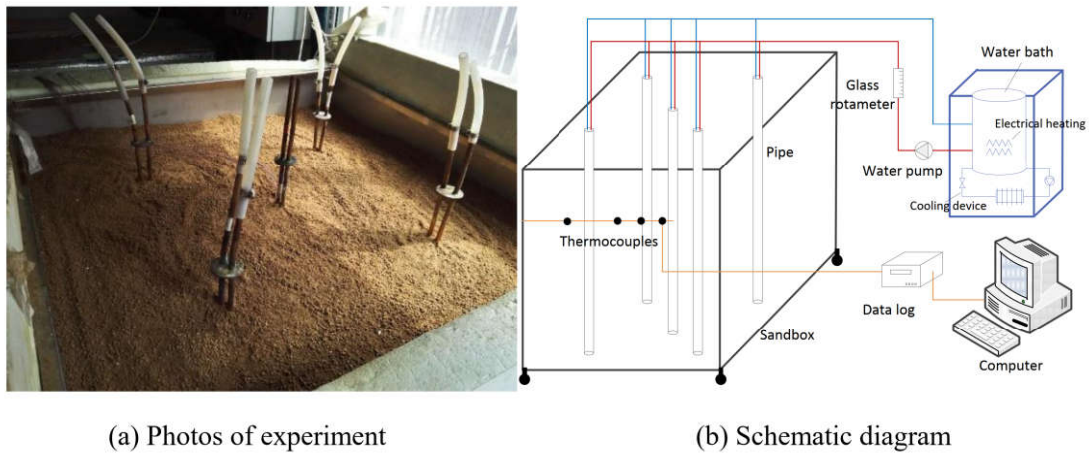 Water bath
Glass
rotameter
Electrical heating
Pipe
Water pump
Cooling device
Thermocouples
Data log
Sandbox
Computer
(a) Photos of experiment
(b) Schematic diagram